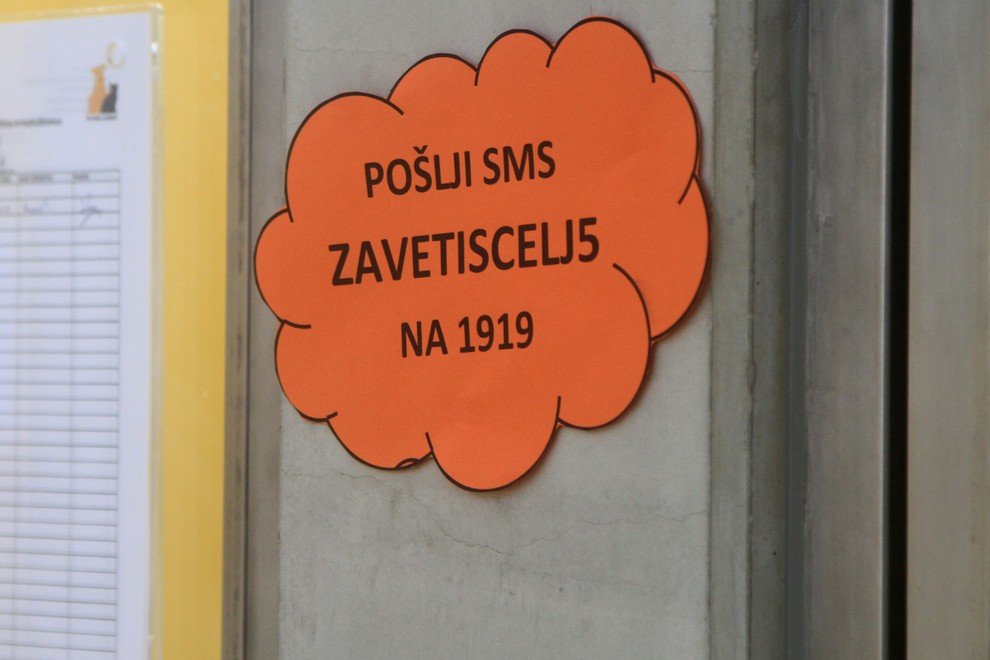 POŠLJI SMS
ZAVETISCELJ5
NA 1919